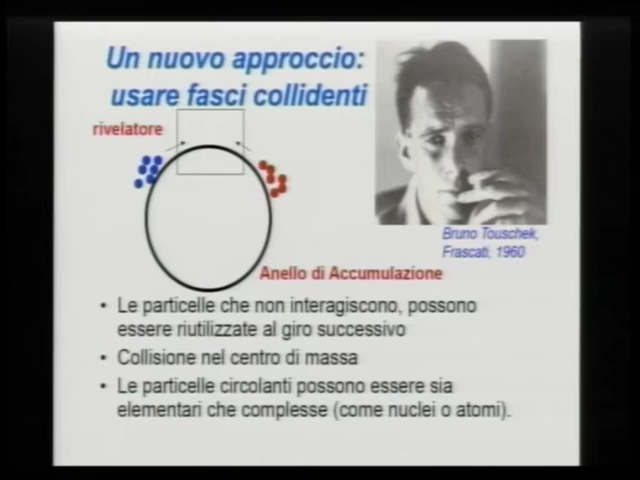 Un nuovo approccio:
usare fasci collidenti
rivelatore
Bruno Touschek,
Frascati, 1960
Anello di Accumulazione
• Le particelle che non interagiscono, possono
essere riutilizzate al giro successivo
• Collisione nel centro di massa
• Le particelle circolanti possono essere sia
elementari che complesse (come nuclei o atomi).